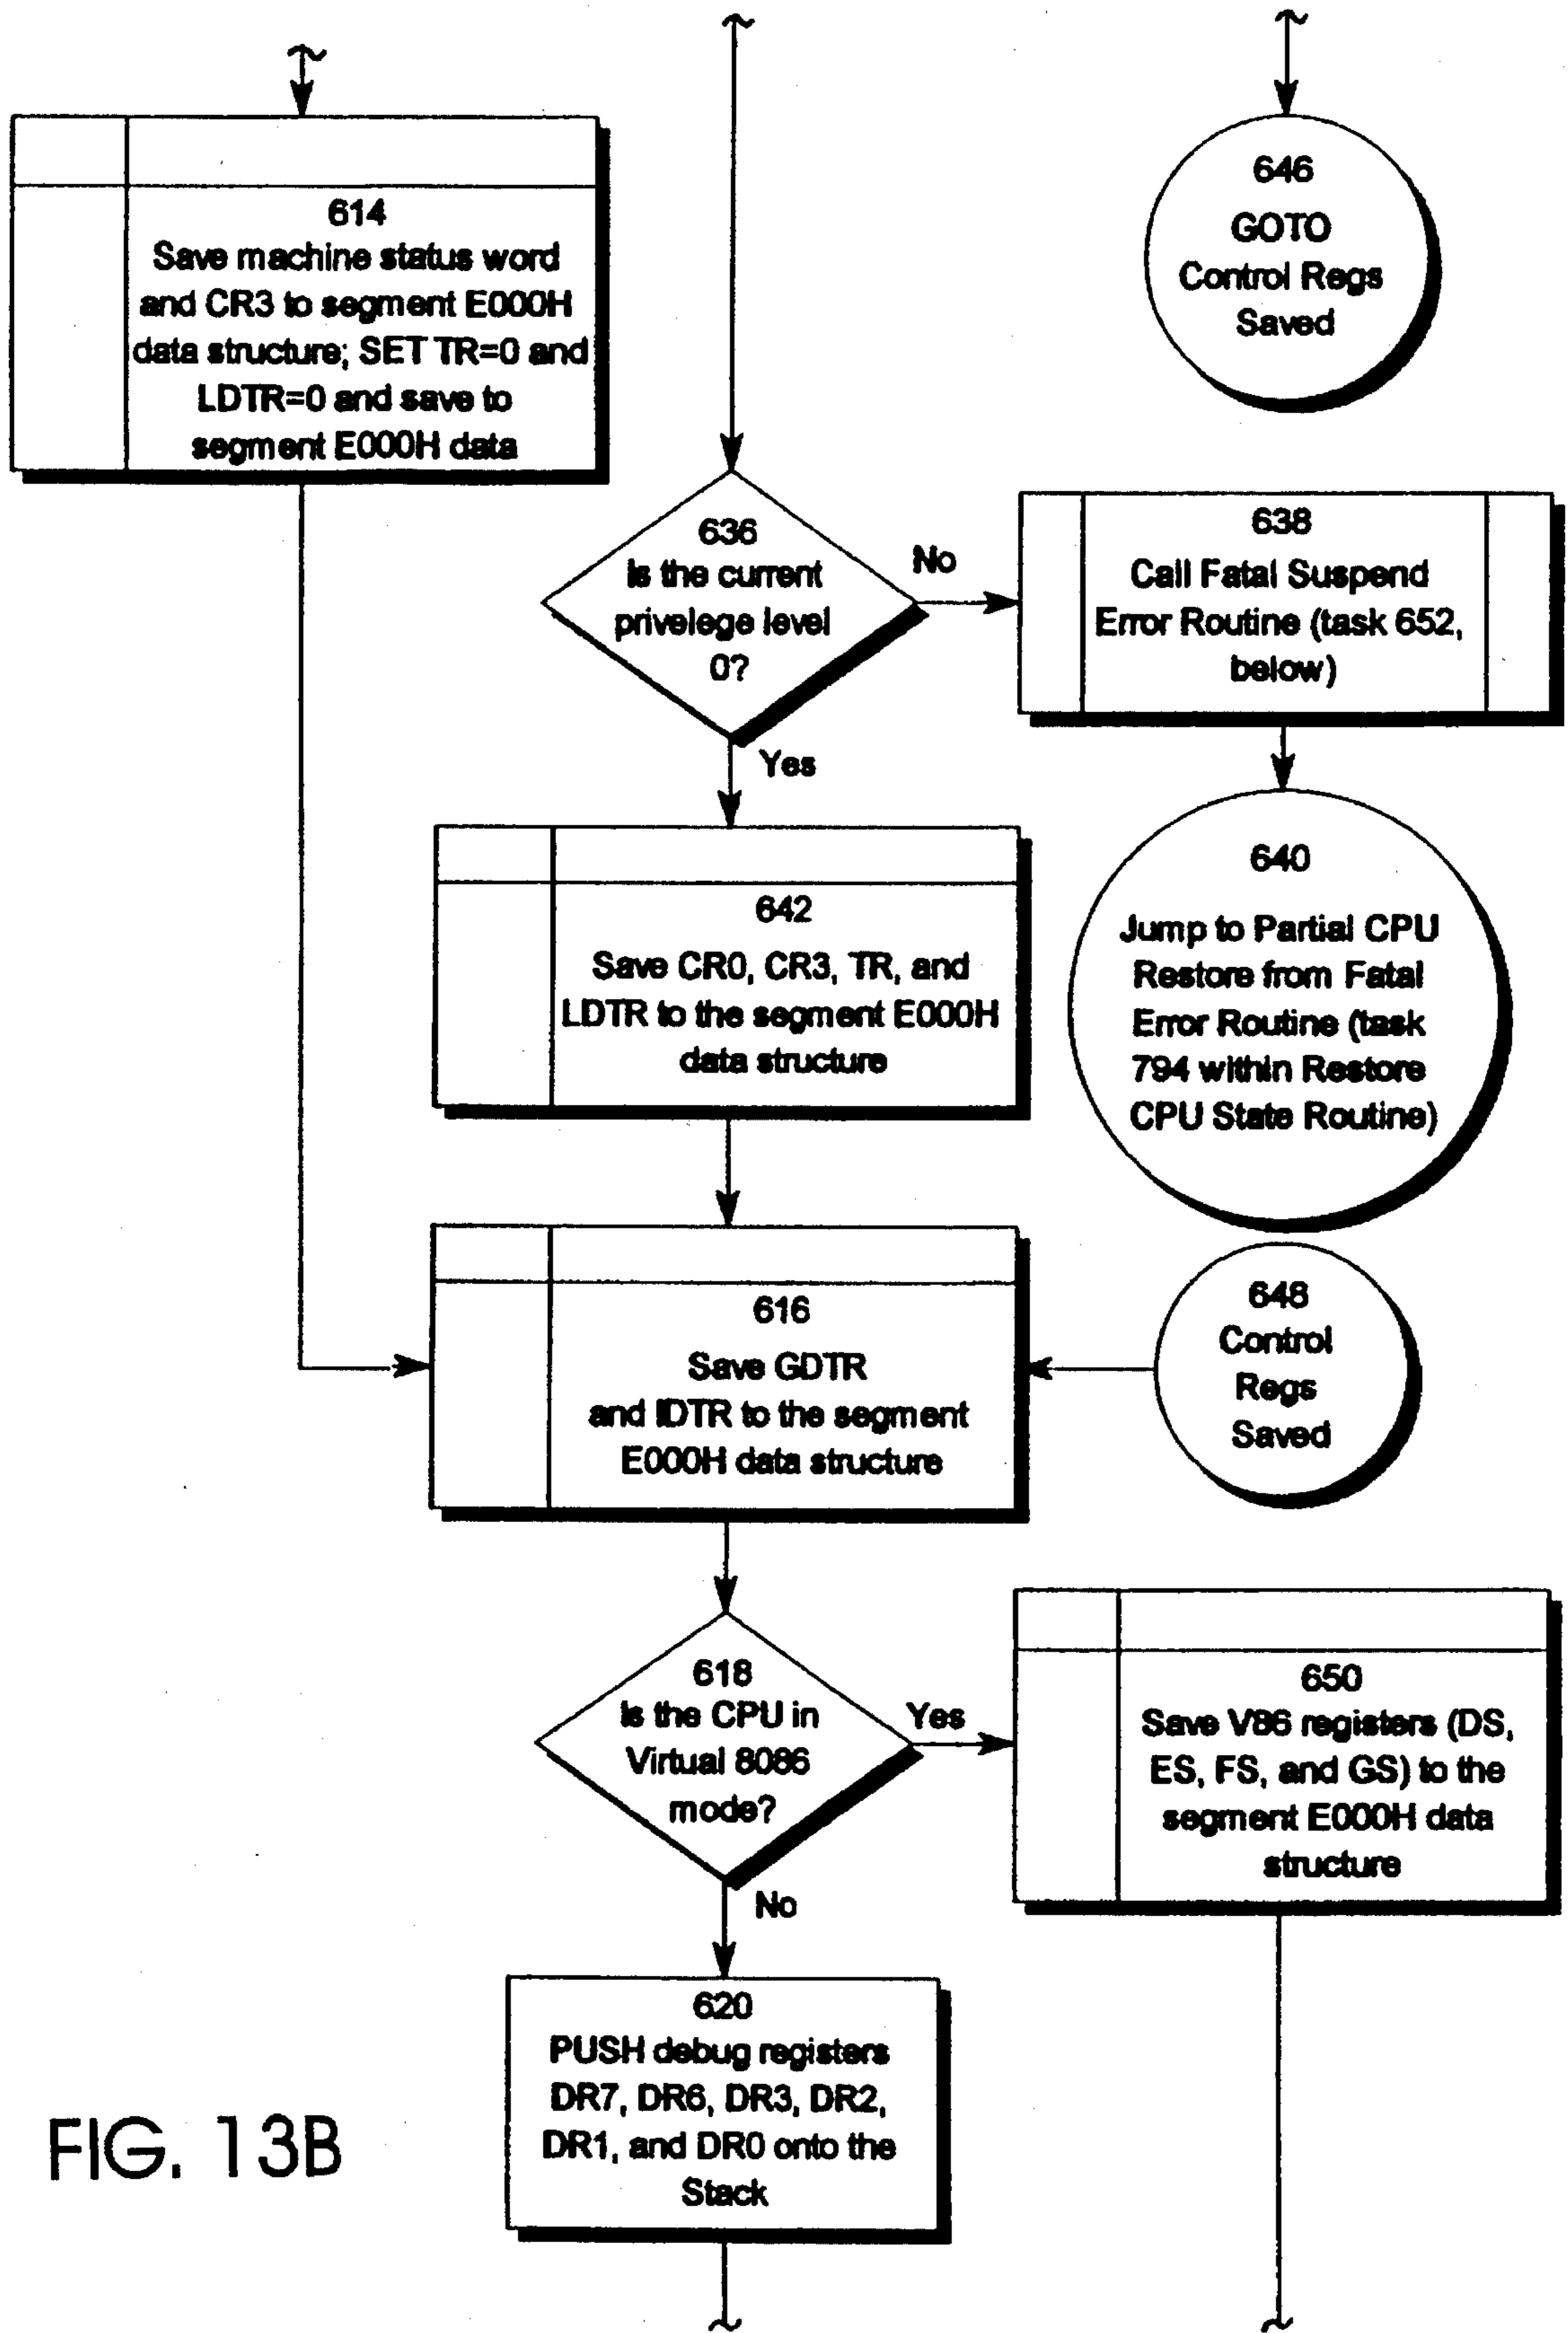 614
Save machine status word
and CR3 to segment E000H
data structure; SET TR=0 and
LDTR=0 and save to
segment E000H data
646
GOTO
Control Regs
Saved
636
Is the current
privelege level
0?
No
Yes
638
Call Fatal Suspend
Error Routine (task 652,
below)
640
Jump to Partial CPU
Restore from Fatal
Error Routine (task
794 within Restore
CPU State Routine)
642
Save CR0, CR3, TR, and
LDTR to the segment E000H
data structure
616
Save GDTR
and IDTR to the segment
E000H data structure
648
Control
Regs
Saved
618
Is the CPU in
Virtual 8086
mode?
Yes
No
650
Save V86 registers (DS,
ES, FS, and GS) to the
segment E000H data
structure
620
PUSH debug registers
DR7, DR6, DR3, DR2,
DR1, and DR0 onto the
Stack
FIG. 13B